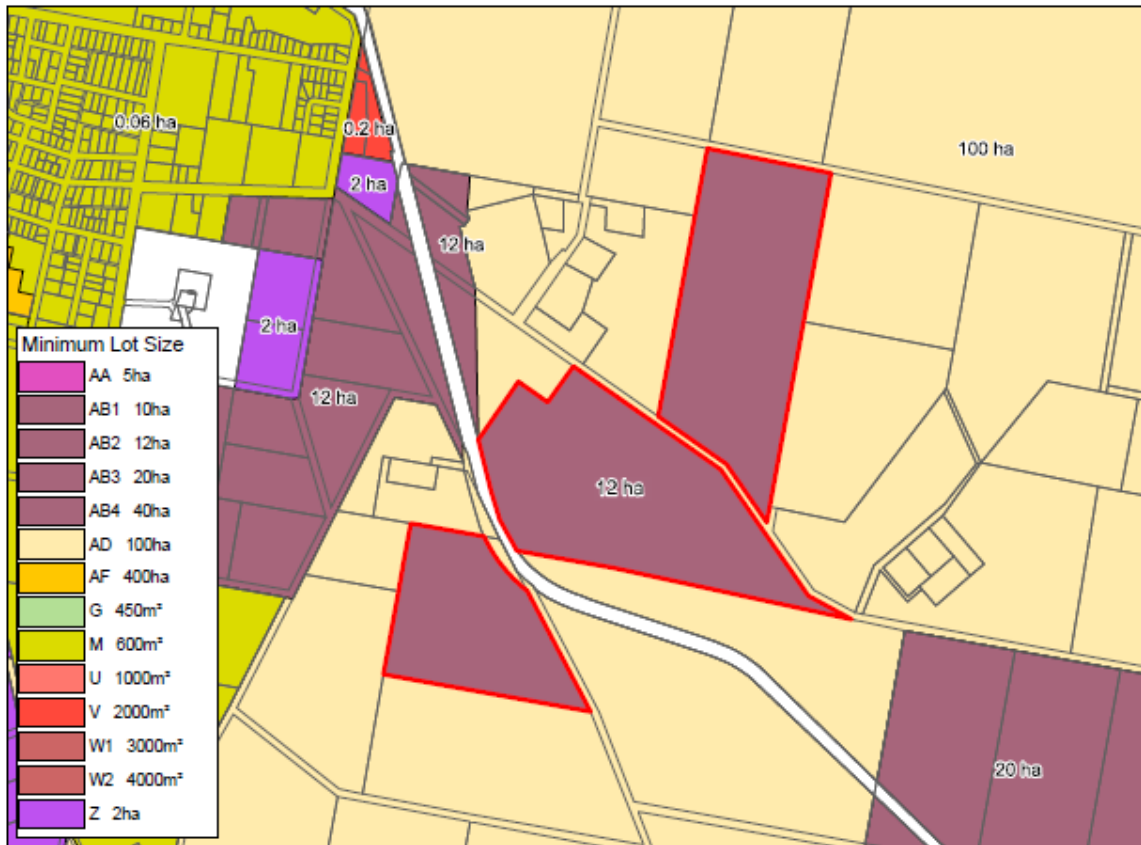 0.06 ha
0.2 ha
100 ha
2 ha
12 ha
2 ha
12 ha
12 ha
20 ha
Minimum Lot Size
AA 5ha
AB1 10ha
AB2 12ha
AB3 20ha
AB4 40ha
AD 100ha
AF 400ha
G 450m²
M 600m²
U 1000m²
V 2000m²
W1 3000m²
W2 4000m²
Z 2ha